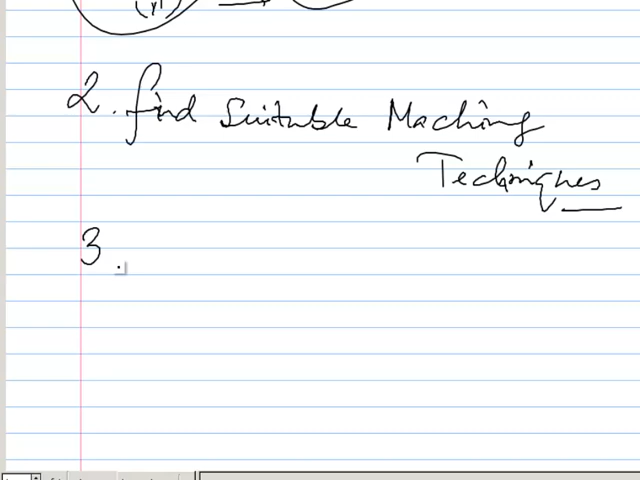 (y)
2. find Suitable Maching
Techniques
3.